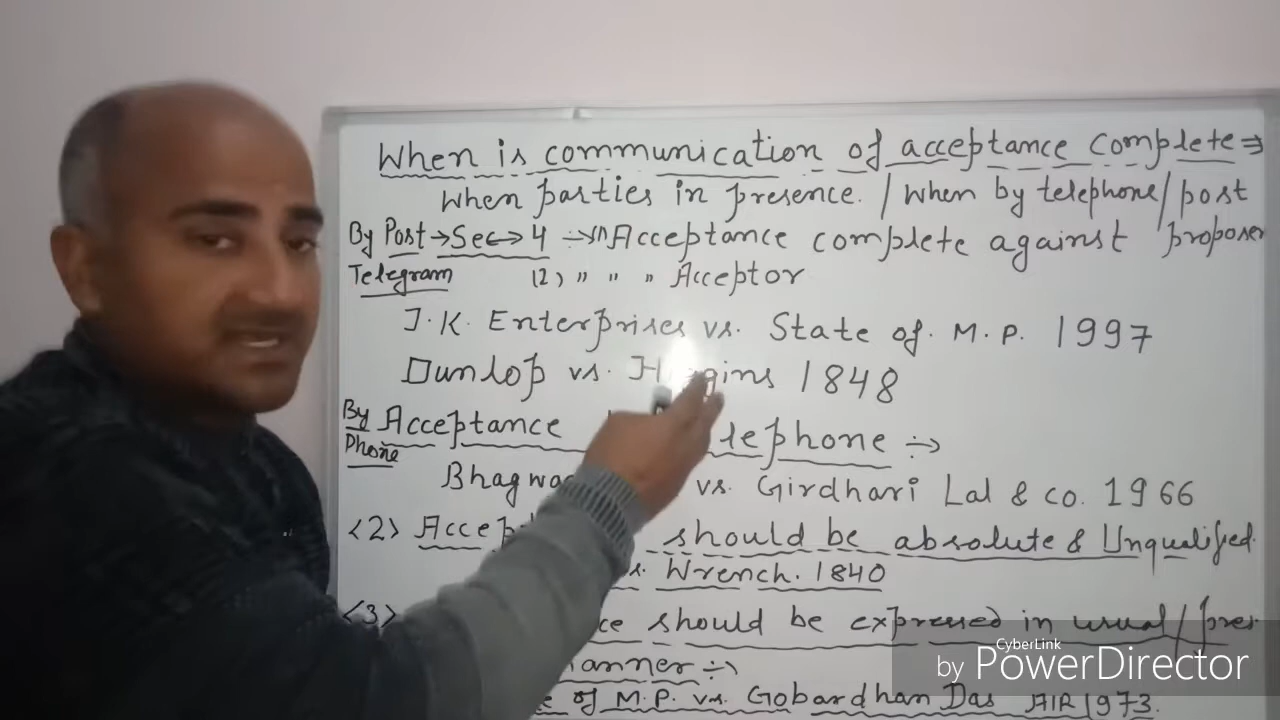 When is communication of acceptance complete ⇒
When parties in presence. / When by telephone/post
By Post → Sec → 4 :→ (1) Acceptance complete against proposer
Telegram (2) " " " Acceptor
J.K. Enterprises vs. State of. M.P. 1997
Dunlop vs. 1848
By Acceptance :→
Phone
vs. Girdhari Lal & co. 1966
<2> should be absolute & Unqualified.
Wrench. 1840
<3> should be expressed in usual/pres
:→
of M.P. vs. Gobardhan Das AIR 1973.
CyberLink
by PowerDirector